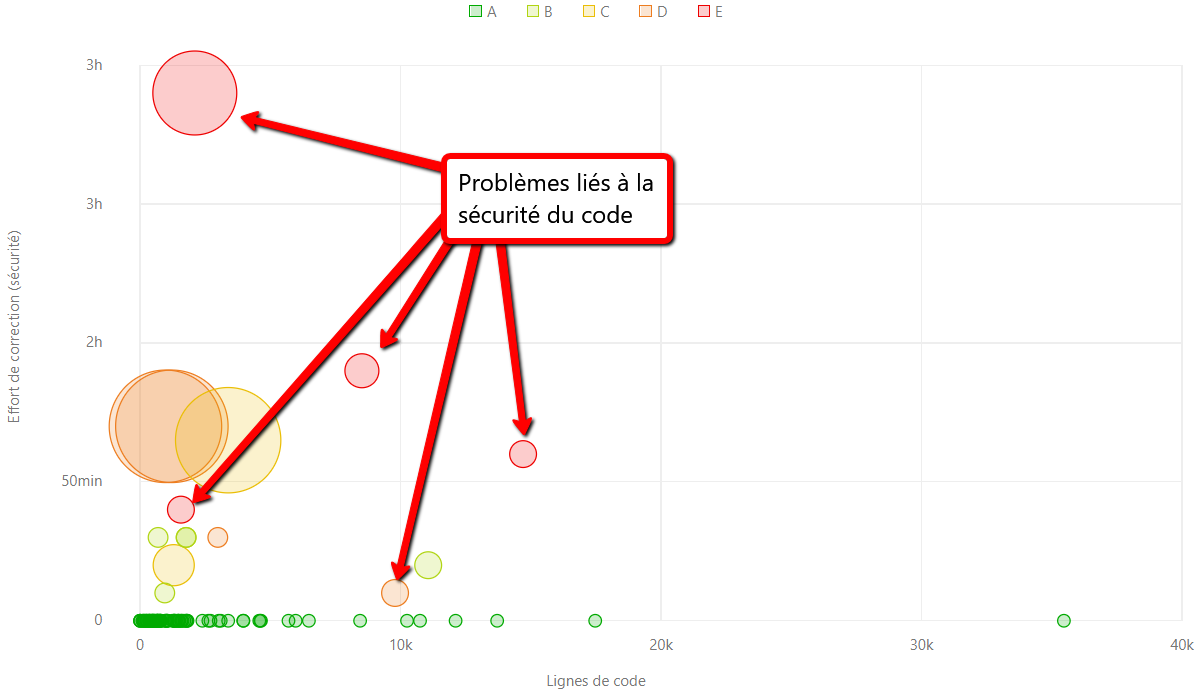 A B C D E
3h
Problèmes liés à la
sécurité du code
3h
Effort de correction (sécurité)
2h
50min
0
0 10k 20k 30k 40k
Lignes de code